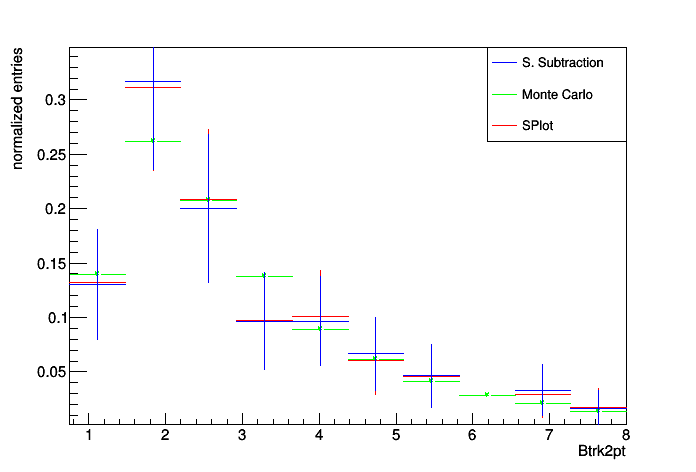 normalized entries
0.3
0.25
0.2
0.15
0.1
0.05
1 2 3 4 5 6 7 8
Btrk2pt
S. Subtraction
Monte Carlo
SPlot